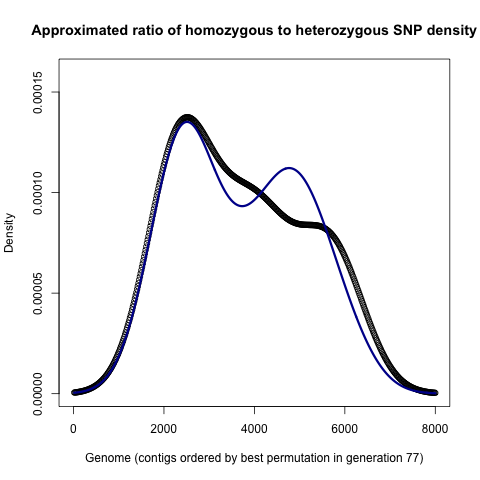 Approximated ratio of homozygous to heterozygous SNP density
0.00015
0.00010
0.00005
0.00000
Density
0 2000 4000 6000 8000
Genome (contigs ordered by best permutation in generation 77)